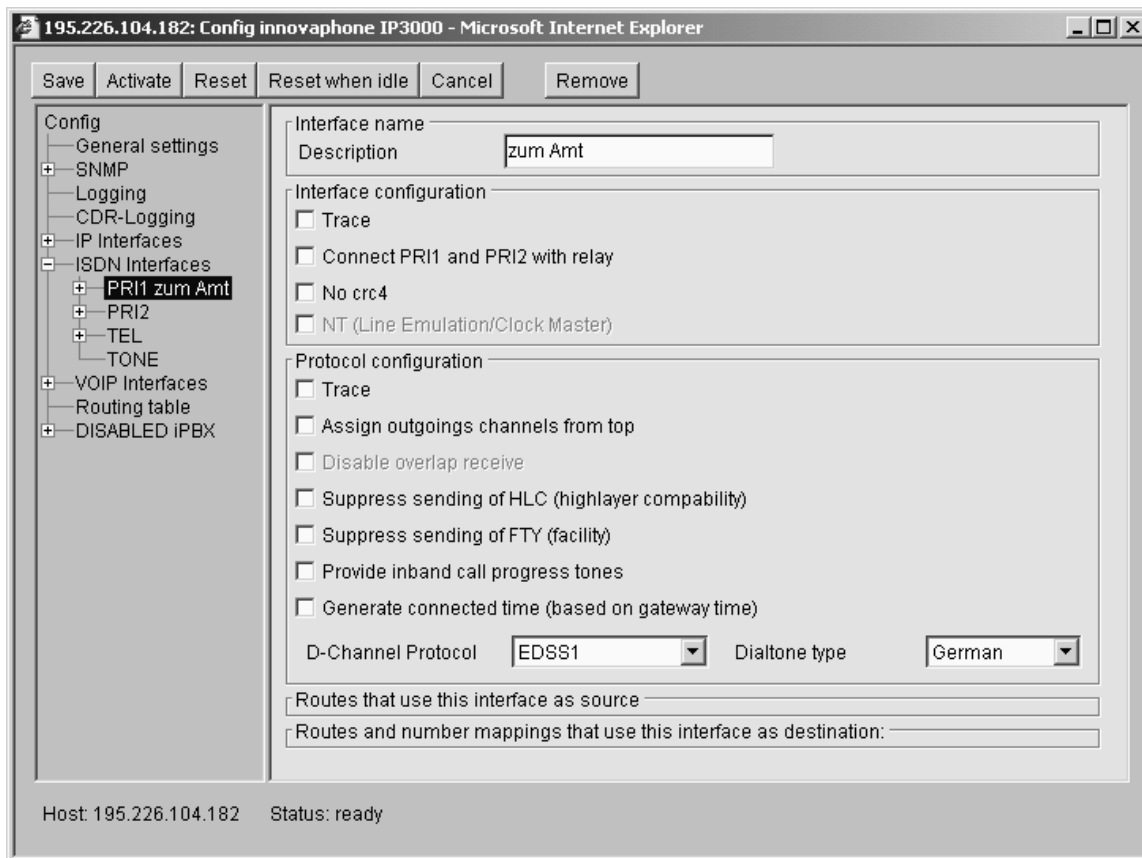 195.226.104.182: Config innovaphone IP3000 - Microsoft Internet Explorer
Save Activate Reset Reset when idle Cancel Remove
Config
General settings
SNMP
Logging
CDR-Logging
IP Interfaces
ISDN Interfaces
PRI1 zum Amt
PRI2
TEL
TONE
VOIP Interfaces
Routing table
DISABLED iPBX
Interface name
Description zum Amt
Interface configuration
Trace
Connect PRI1 and PRI2 with relay
No crc4
NT (Line Emulation/Clock Master)
Protocol configuration
Trace
Assign outgoings channels from top
Disable overlap receive
Suppress sending of HLC (highlayer compability)
Suppress sending of FTY (facility)
Provide inband call progress tones
Generate connected time (based on gateway time)
D-Channel Protocol EDSS1 Dialtone type German
Routes that use this interface as source
Routes and number mappings that use this interface as destination:
Host: 195.226.104.182 Status: ready